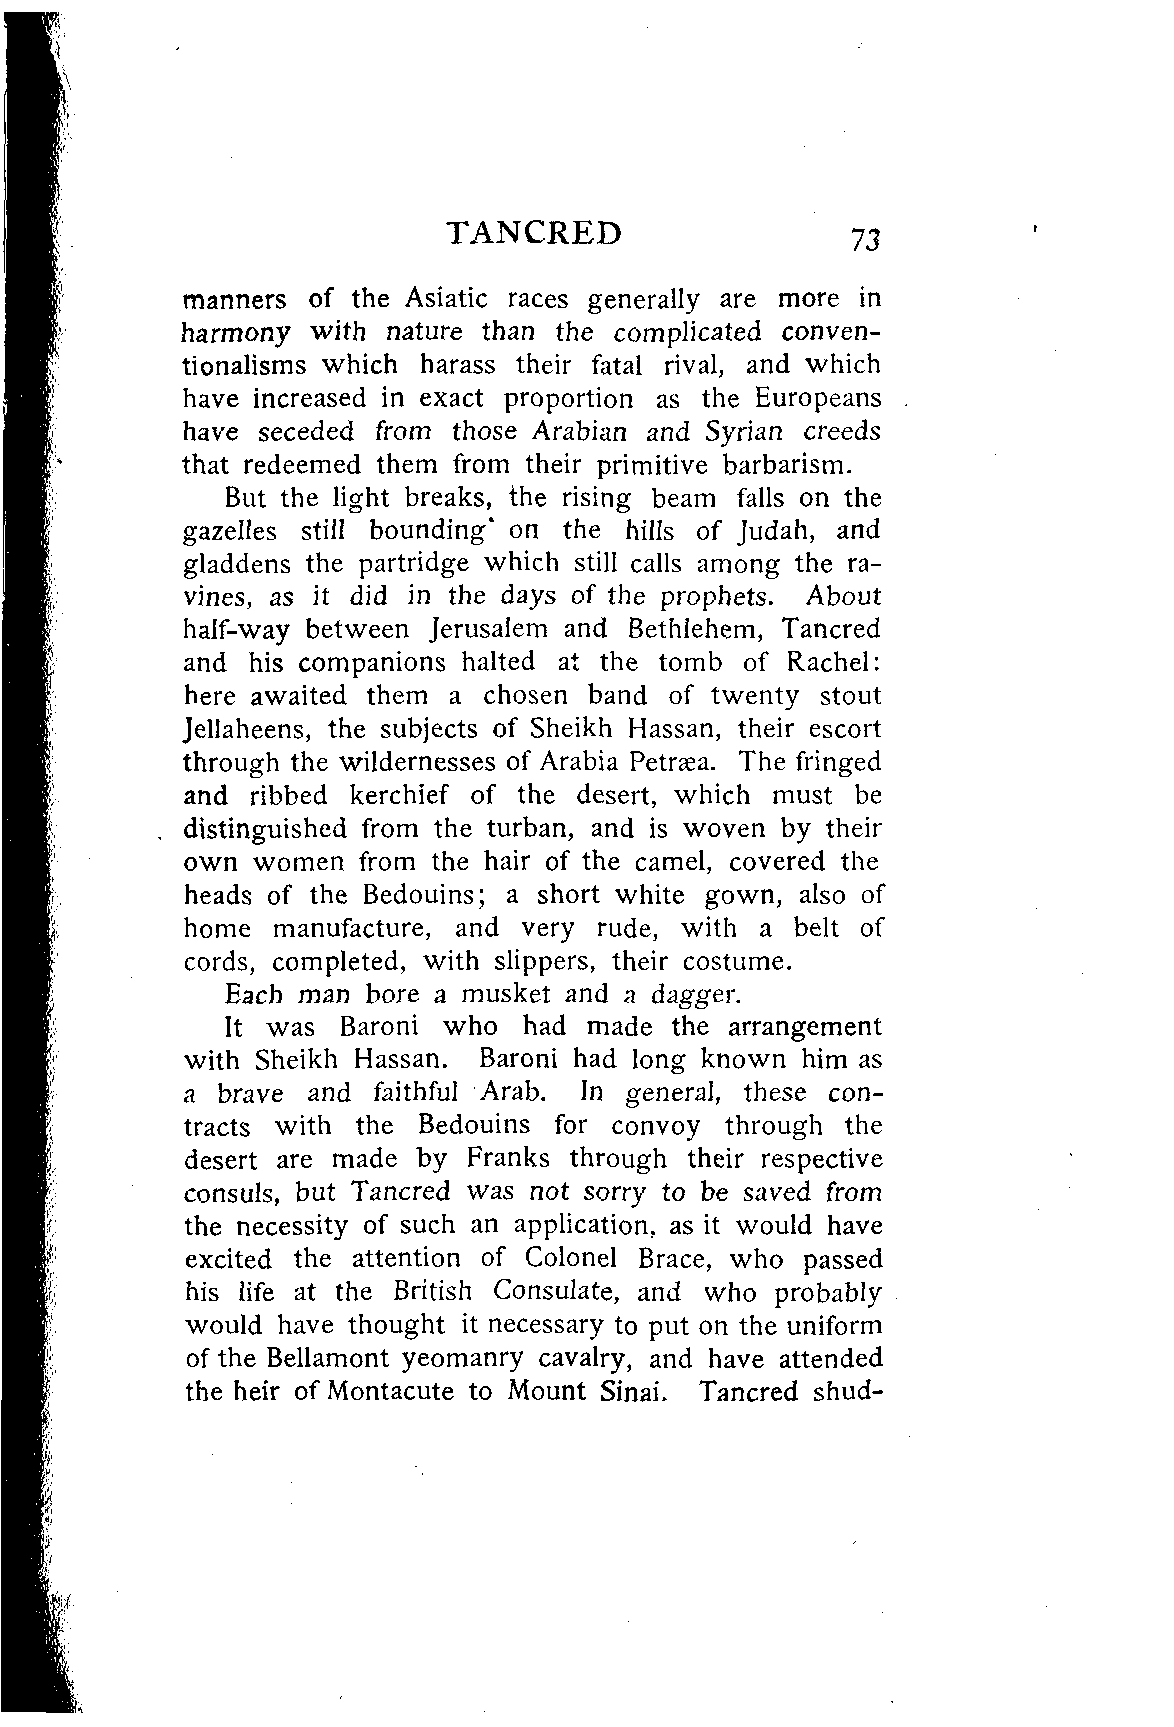 TANCRED 73
manners of the Asiatic races generally are more in
harmony with nature than the complicated conven-
tionalisms which harass their fatal rival, and which
have increased in exact proportion as the Europeans
have seceded from those Arabian and Syrian creeds
that redeemed them from their primitive barbarism.
But the light breaks, the rising beam falls on the
gazelles still bounding on the hills of Judah, and
gladdens the partridge which still calls among the ra-
vines, as it did in the days of the prophets. About
half-way between Jerusalem and Bethlehem, Tancred
and his companions halted at the tomb of Rachel:
here awaited them a chosen band of twenty stout
Jellaheens, the subjects of Sheikh Hassan, their escort
through the wildernesses of Arabia Petræa. The fringed
and ribbed kerchief of the desert, which must be
distinguished from the turban, and is woven by their
own women from the hair of the camel, covered the
heads of the Bedouins; a short white gown, also of
home manufacture, and very rude, with a belt of
cords, completed, with slippers, their costume.
Each man bore a musket and a dagger.
It was Baroni who had made the arrangement
with Sheikh Hassan. Baroni had long known him as
a brave and faithful Arab. In general, these con-
tracts with the Bedouins for convoy through the
desert are made by Franks through their respective
consuls, but Tancred was not sorry to be saved from
the necessity of such an application, as it would have
excited the attention of Colonel Brace, who passed
his life at the British Consulate, and who probably
would have thought it necessary to put on the uniform
of the Bellamont yeomanry cavalry, and have attended
the heir of Montacute to Mount Sinai. Tancred shud-